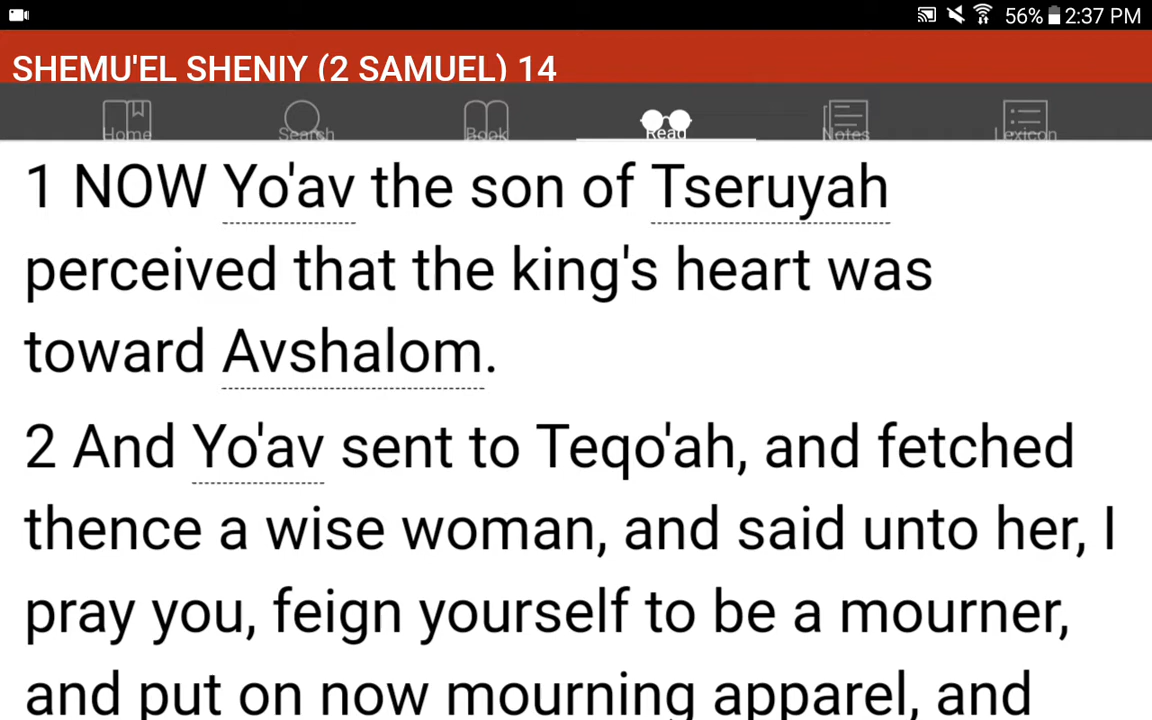 56% 2:37 PM
SHEMU'EL SHENIY (2 SAMUEL) 14
Home Search Book Read Notes Lexicon
1 NOW Yo'av the son of Tseruyah
perceived that the king's heart was
toward Avshalom.
2 And Yo'av sent to Teqo'ah, and fetched
thence a wise woman, and said unto her, I
pray you, feign yourself to be a mourner,
and put on now mourning apparel, and